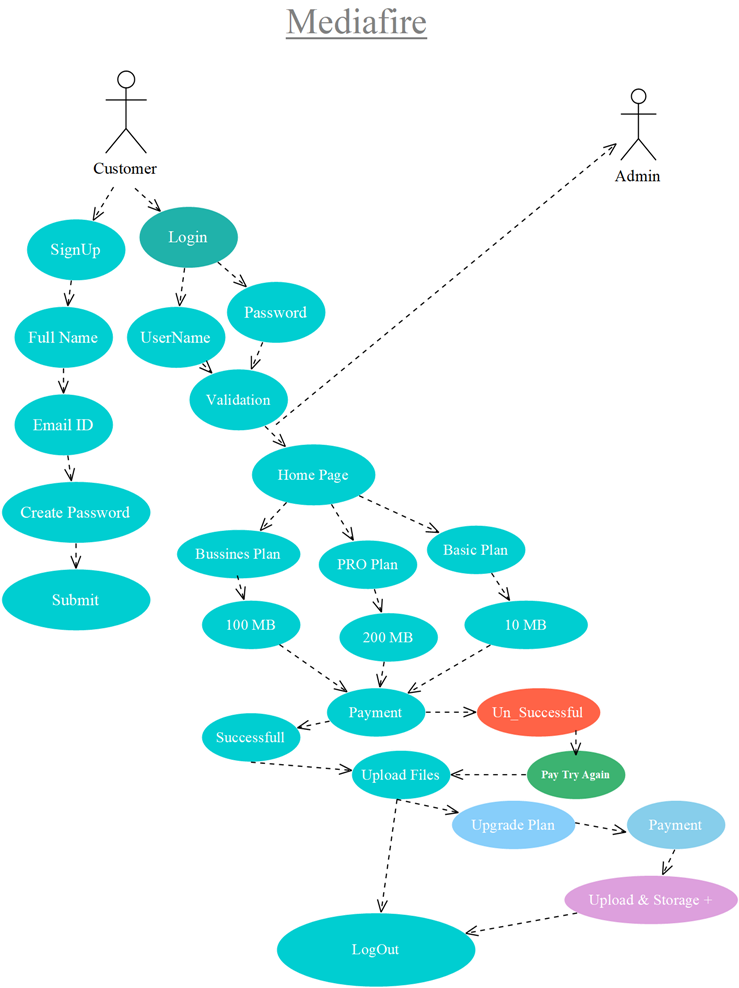 Mediafire
Customer
Admin
SignUp
Login
Full Name
UserName
Password
Email ID
Validation
Create Password
Home Page
Submit
Bussines Plan
PRO Plan
Basic Plan
100 MB
200 MB
10 MB
Payment
Un_Successful
Successfull
Upload Files
Pay Try Again
Upgrade Plan
Payment
Upload & Storage +
LogOut